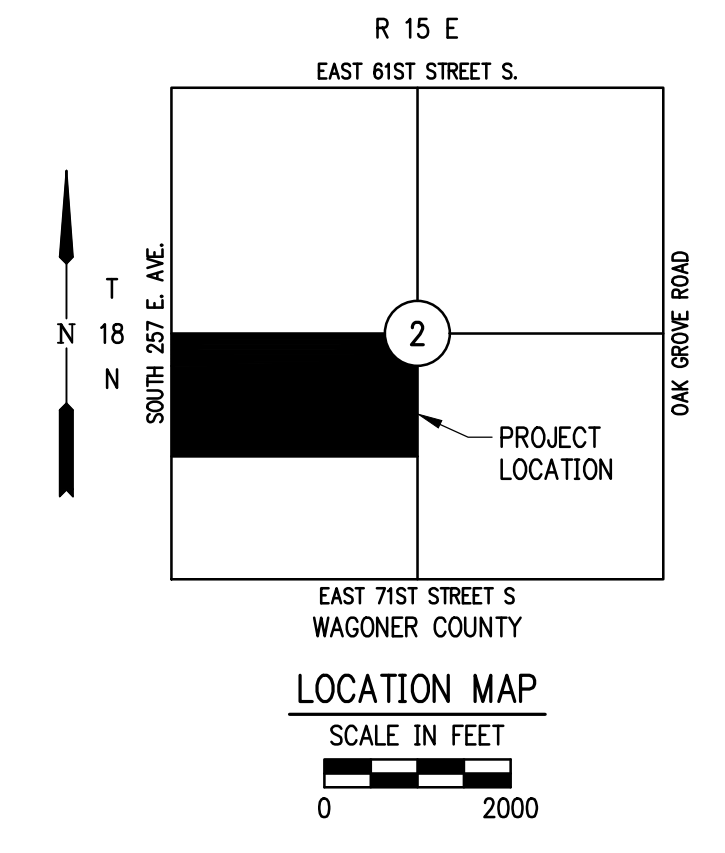 R 15 E
EAST 61ST STREET S.
T
18
N
N
SOUTH 257 E. AVE.
2
OAK GROVE ROAD
PROJECT
LOCATION
EAST 71ST STREET S
WAGONER COUNTY
LOCATION MAP
SCALE IN FEET
0 2000